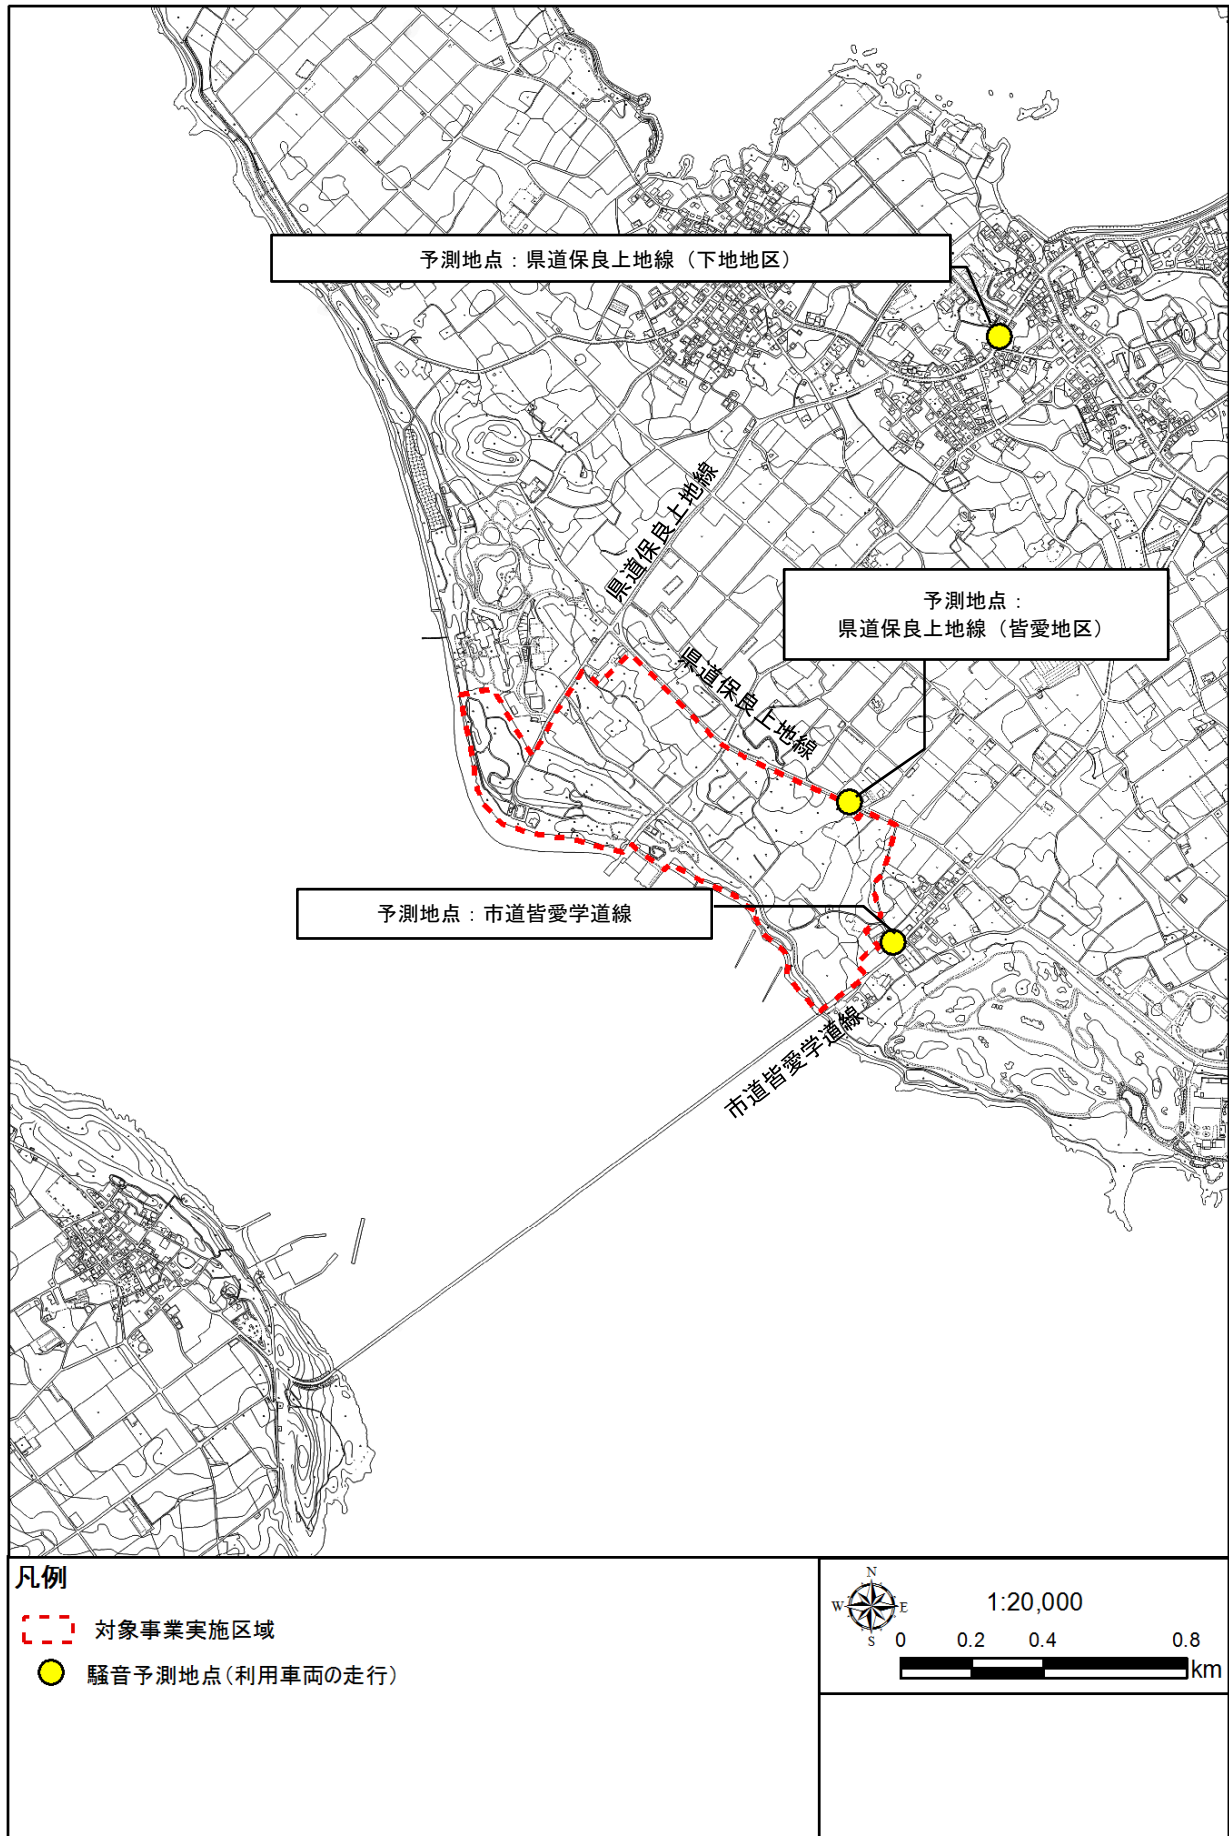 予測地点：県道保良上地線（下地地区）
県道保良上地線
予測地点：
県道保良上地線（皆愛地区）
県道保良上地線
予測地点：市道皆愛学道線
市道皆愛学道線
凡例
対象事業実施区域
騒音予測地点（利用車両の走行）
N
W
E
S
1:20,000
0 0.2 0.4 0.8
km